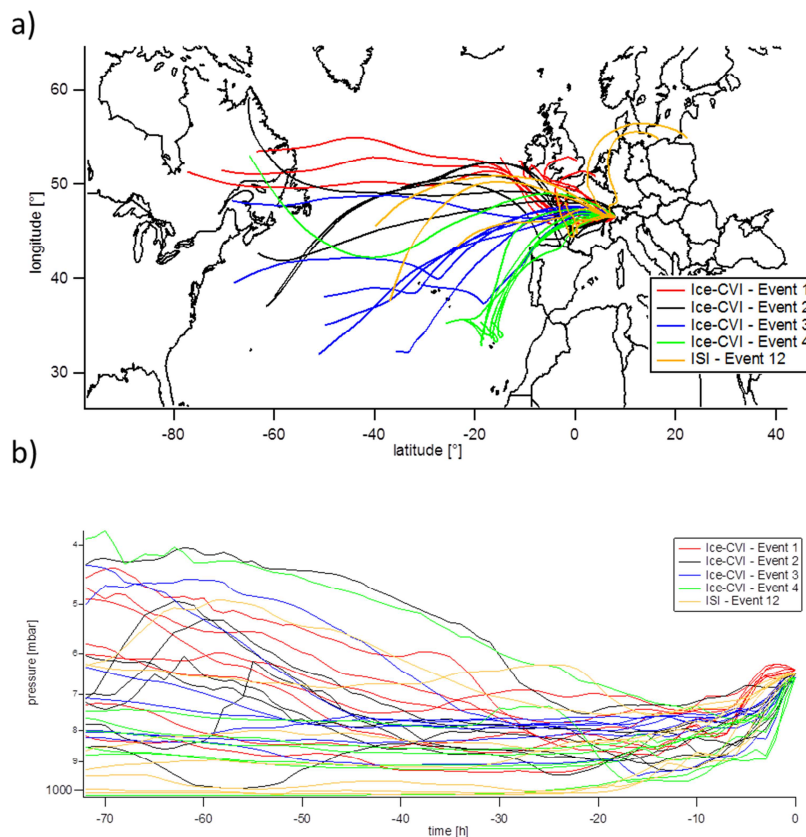 a)
60
50
40
30
longitude [°]
-80
-60
-40
-20
0
20
40
latitude [°]
Ice-CVI - Event 1
Ice-CVI - Event 2
Ice-CVI - Event 3
Ice-CVI - Event 4
ISI - Event 12
b)
4
5
6
7
8
9
1000
pressure [mbar]
-70
-60
-50
-40
-30
-20
-10
0
time [h]
Ice-CVI - Event 1
Ice-CVI - Event 2
Ice-CVI - Event 3
Ice-CVI - Event 4
ISI - Event 12